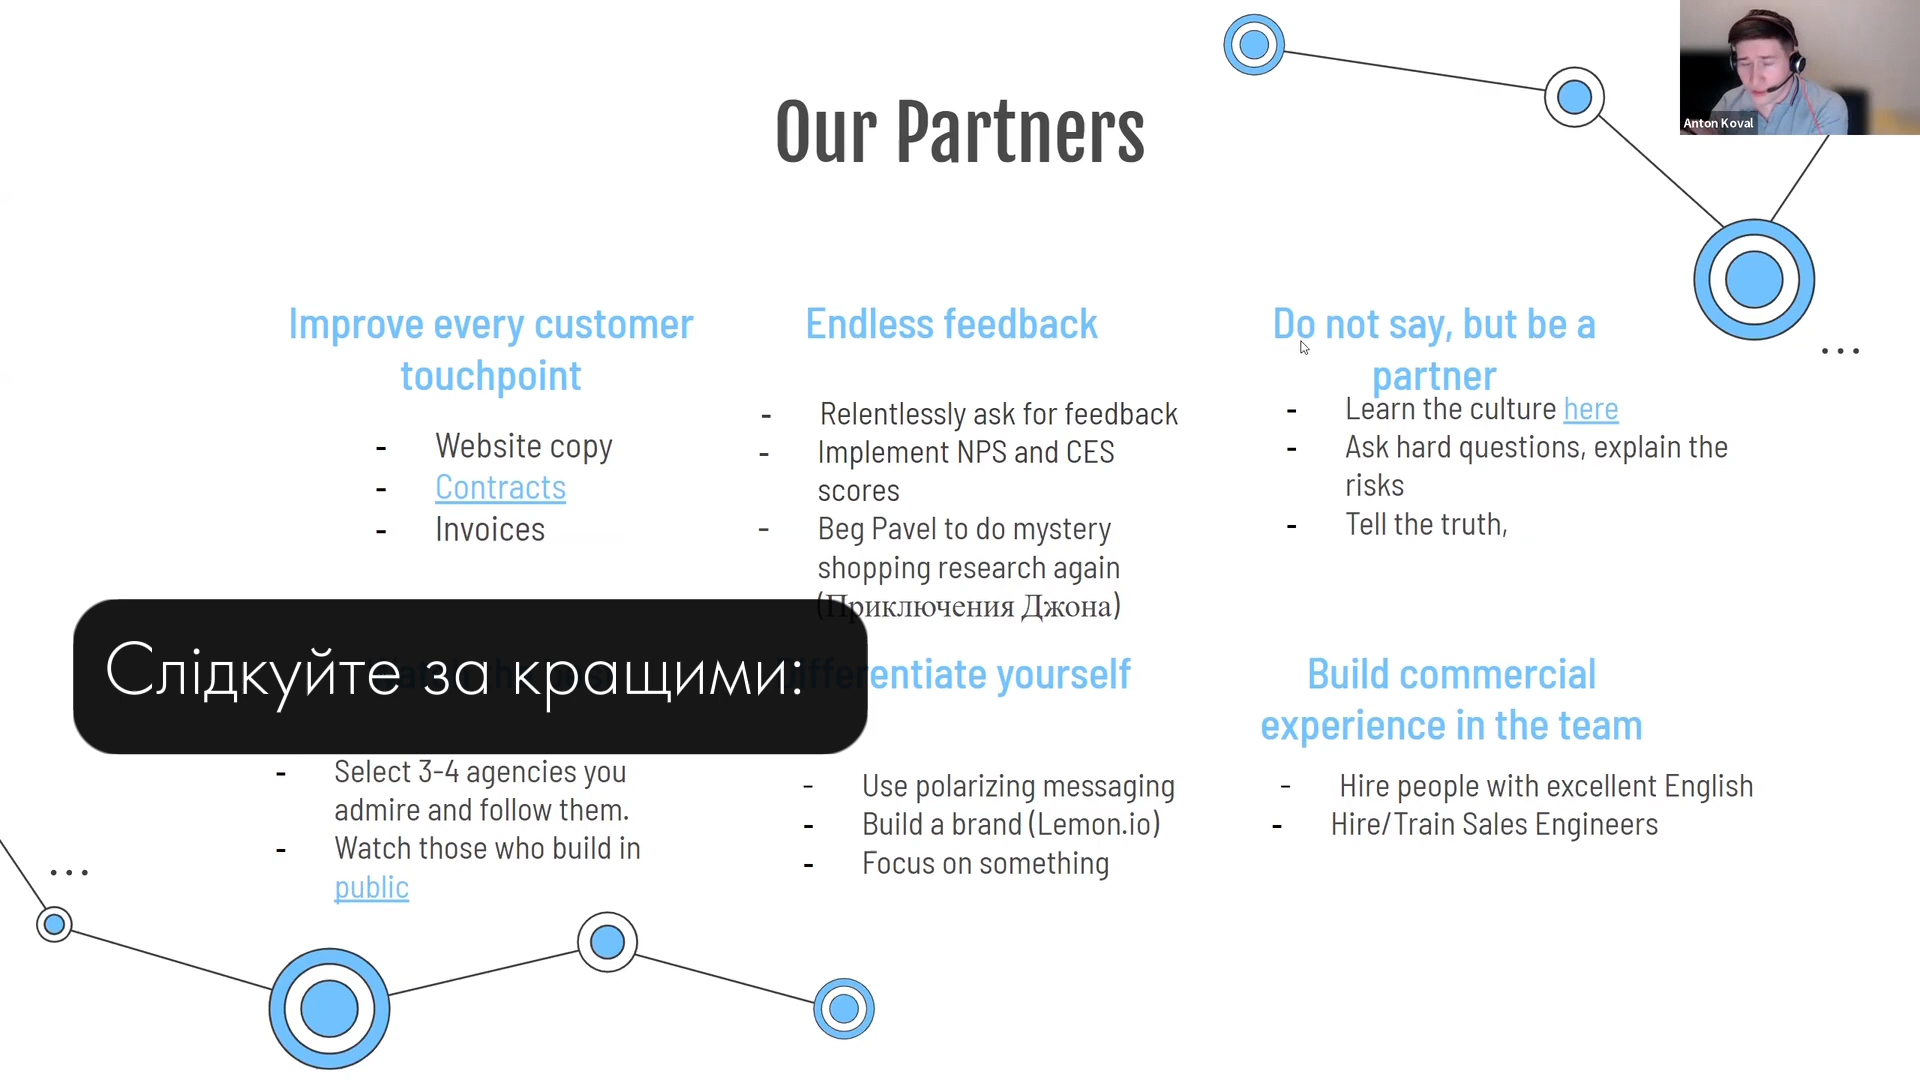 Anton Koval
Our Partners
Improve every customer
touchpoint
- Website copy
- Contracts
- Invoices
Endless feedback
- Relentlessly ask for feedback
- Implement NPS and CES
scores
- Beg Pavel to do mystery
shopping research again
(Приключения Джона)
Do not say, but be a
partner
- Learn the culture here
- Ask hard questions, explain the
risks
- Tell the truth,
Слідкуйте за кращими:
- Select 3-4 agencies you
admire and follow them.
- Watch those who build in
public
Differentiate yourself
- Use polarizing messaging
- Build a brand (Lemon.io)
- Focus on something
Build commercial
experience in the team
- Hire people with excellent English
- Hire/Train Sales Engineers